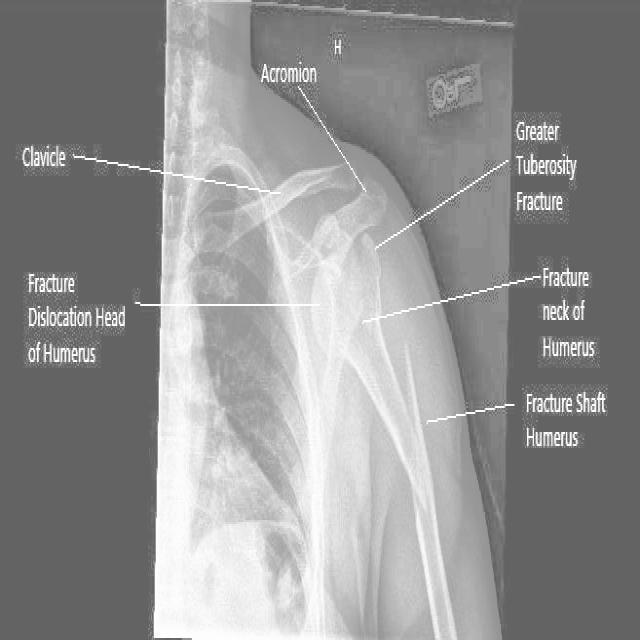 H
Acromion
Clavicle
Greater
Tuberosity
Fracture
Fracture
Dislocation Head
of Humerus
Fracture
neck of
Humerus
Fracture Shaft
Humerus